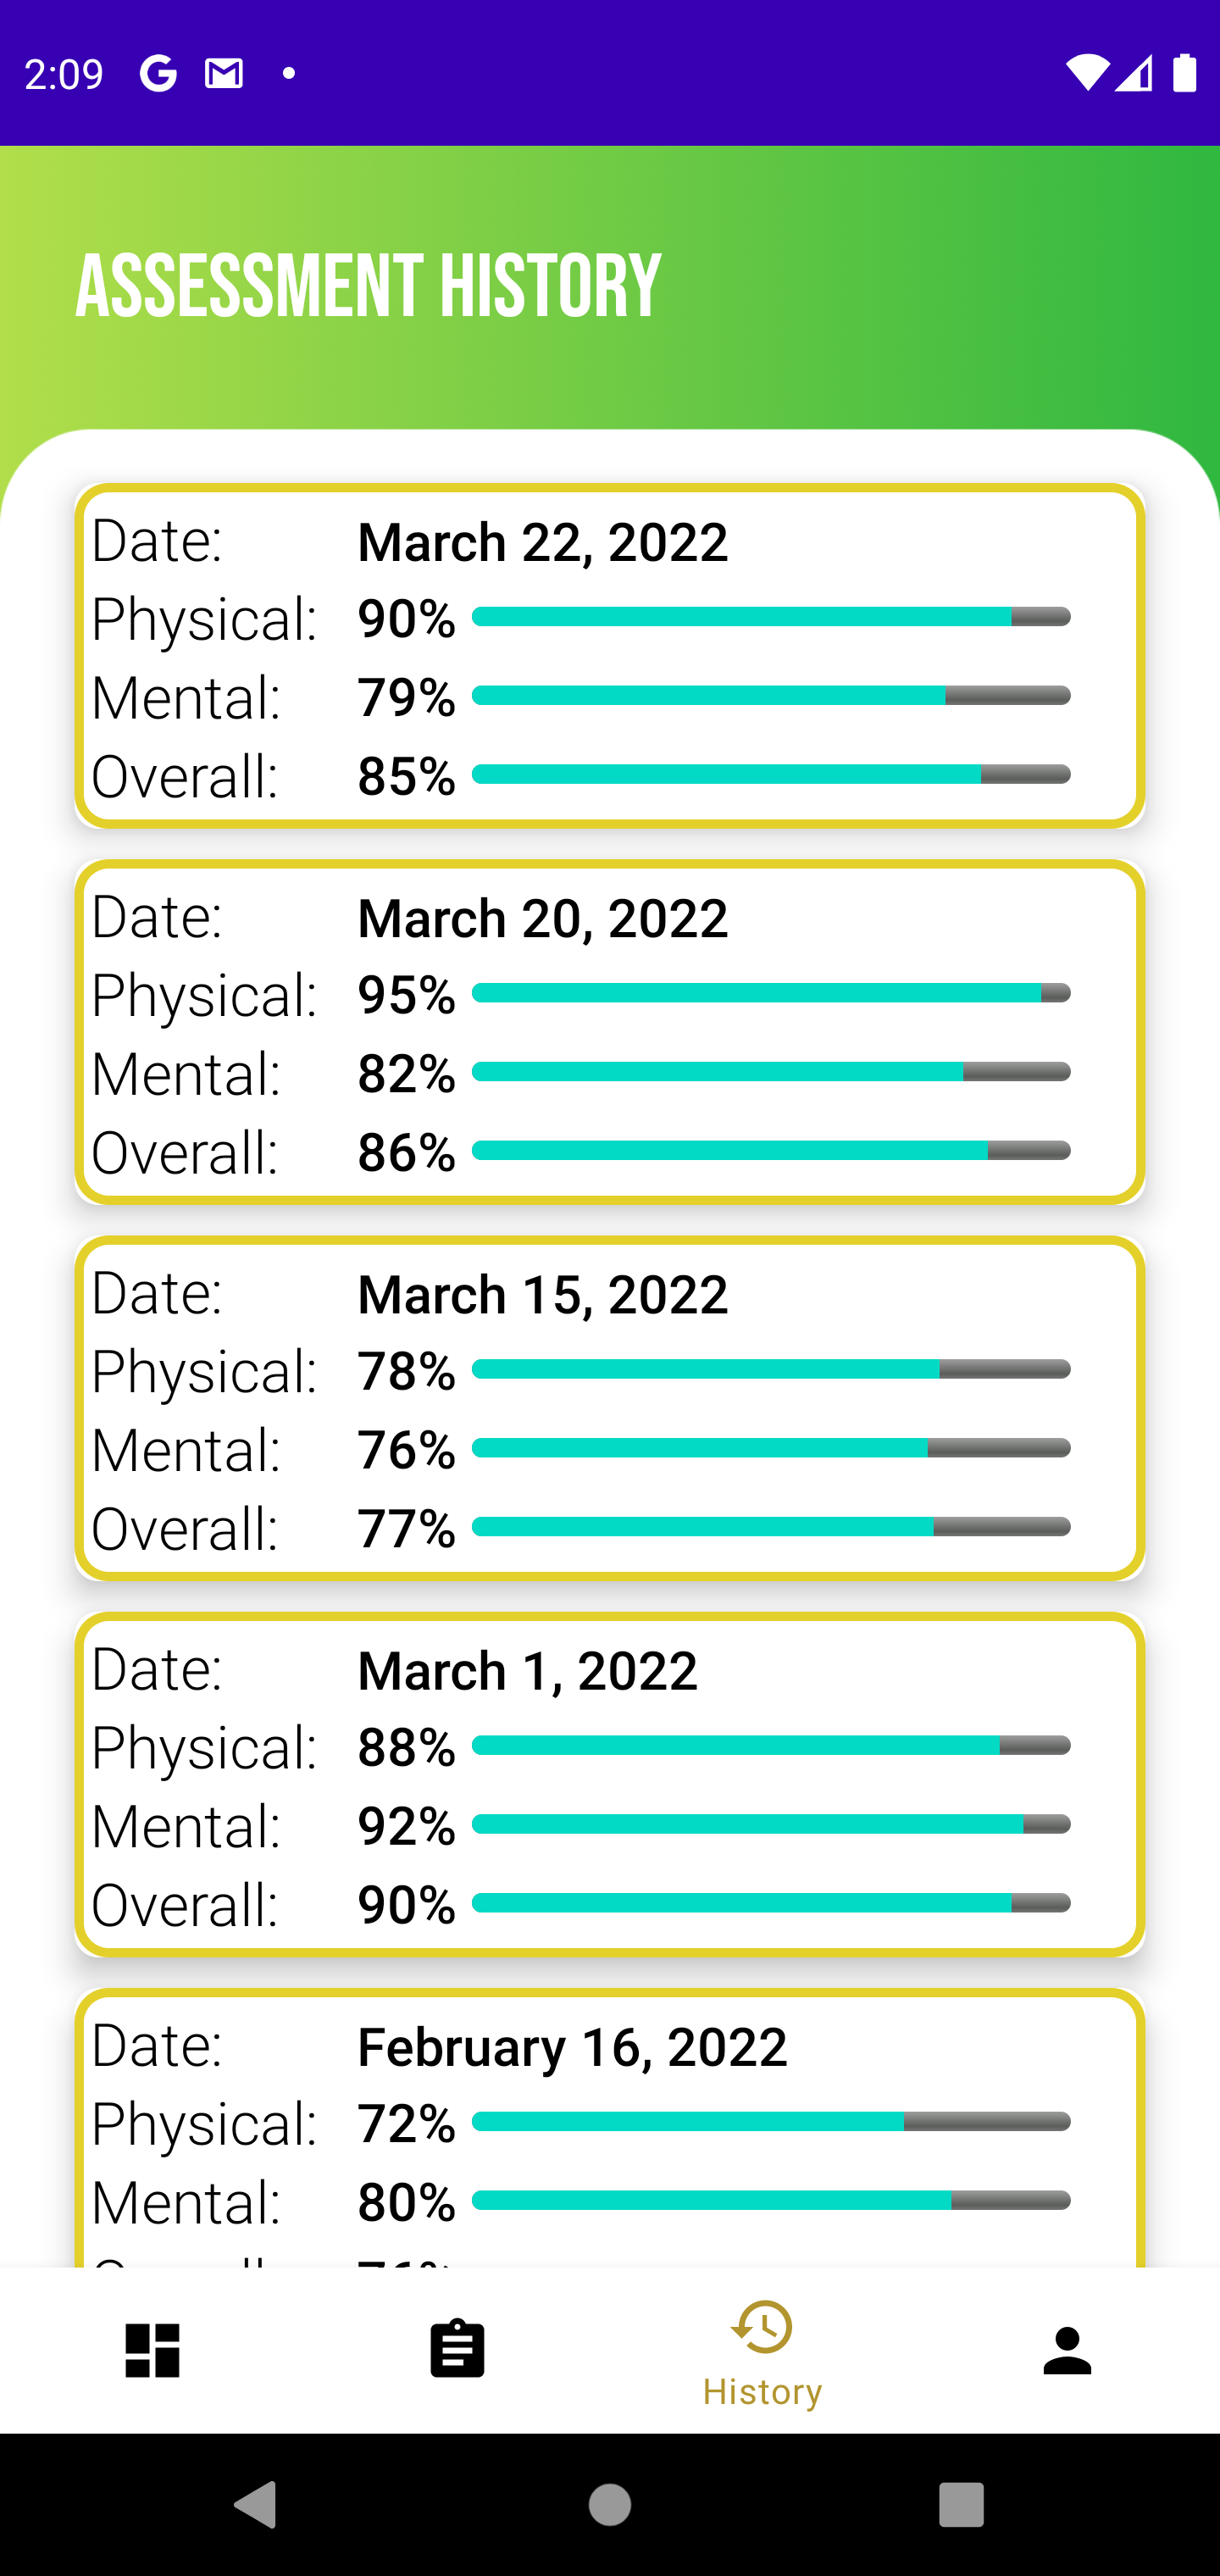 2:09
ASSESSMENT HISTORY
Date: March 22, 2022
Physical: 90%
Mental: 79%
Overall: 85%
Date: March 20, 2022
Physical: 95%
Mental: 82%
Overall: 86%
Date: March 15, 2022
Physical: 78%
Mental: 76%
Overall: 77%
Date: March 1, 2022
Physical: 88%
Mental: 92%
Overall: 90%
Date: February 16, 2022
Physical: 72%
Mental: 80%
History